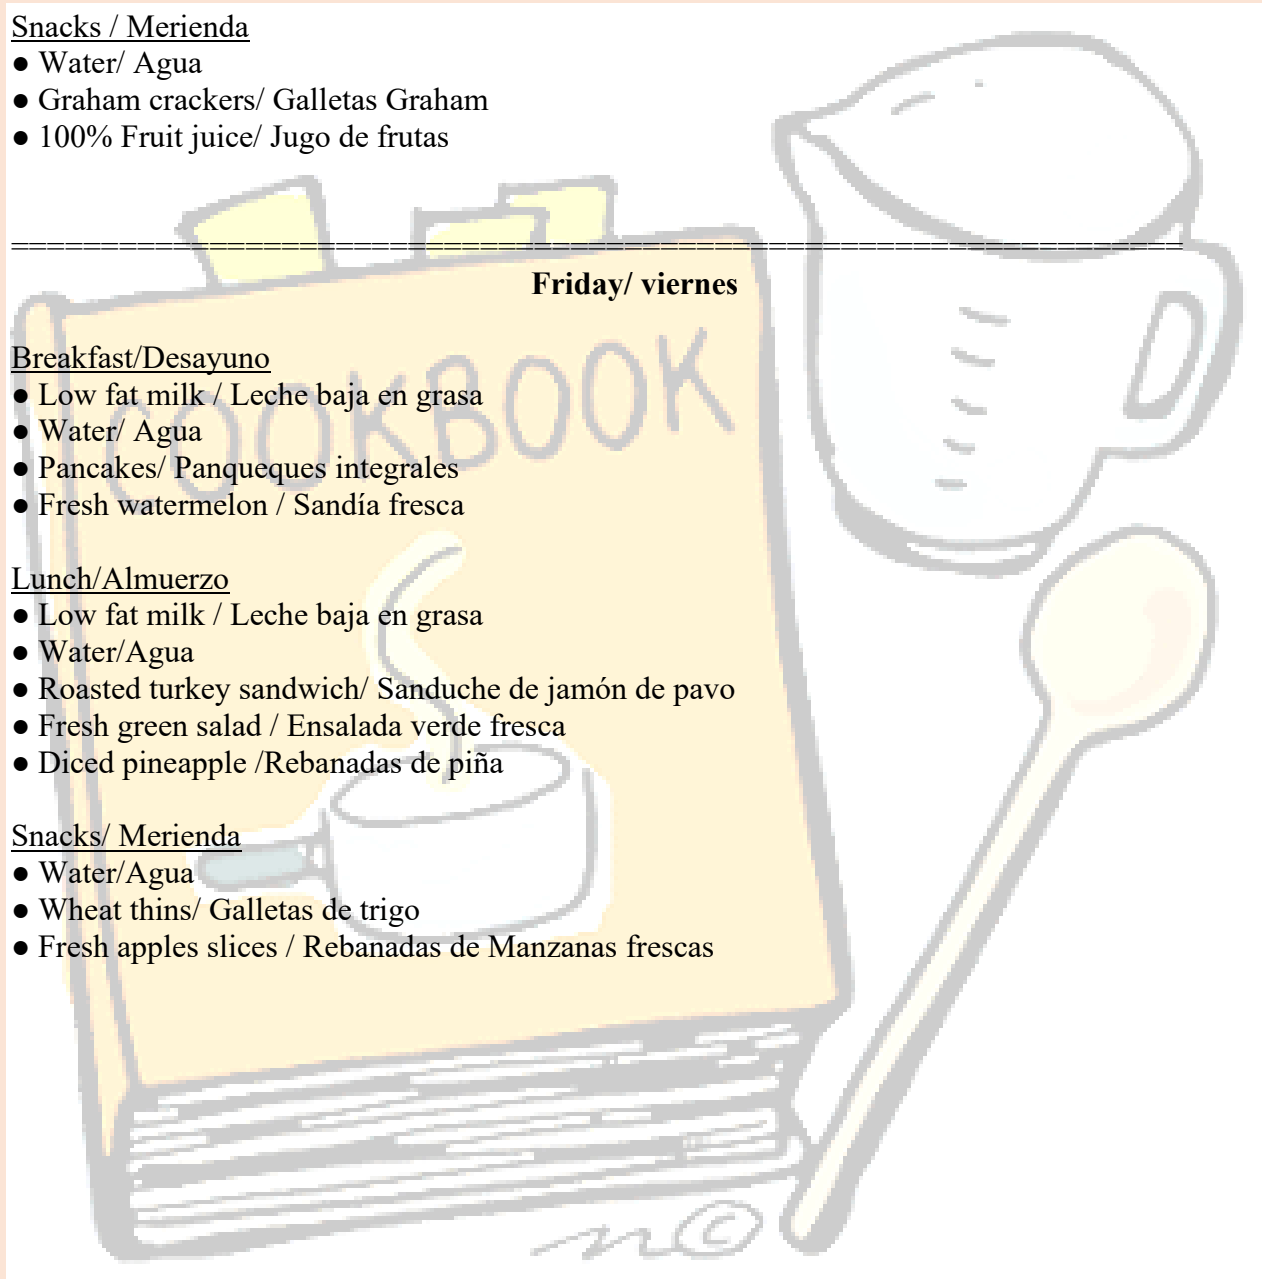 Snacks / Merienda
● Water/ Agua
● Graham crackers/ Galletas Graham
● 100% Fruit juice/ Jugo de frutas
=================================================================
Friday/ viernes
Breakfast/Desayuno
● Low fat milk / Leche baja en grasa
● Water/ Agua
● Pancakes/ Panqueques integrales
● Fresh watermelon / Sandía fresca
COOKBOOK
Lunch/Almuerzo
● Low fat milk / Leche baja en grasa
● Water/Agua
● Roasted turkey sandwich/ Sanduche de jamón de pavo
● Fresh green salad / Ensalada verde fresca
● Diced pineapple /Rebanadas de piña
Snacks/ Merienda
● Water/Agua
● Wheat thins/ Galletas de trigo
● Fresh apples slices / Rebanadas de Manzanas frescas
©